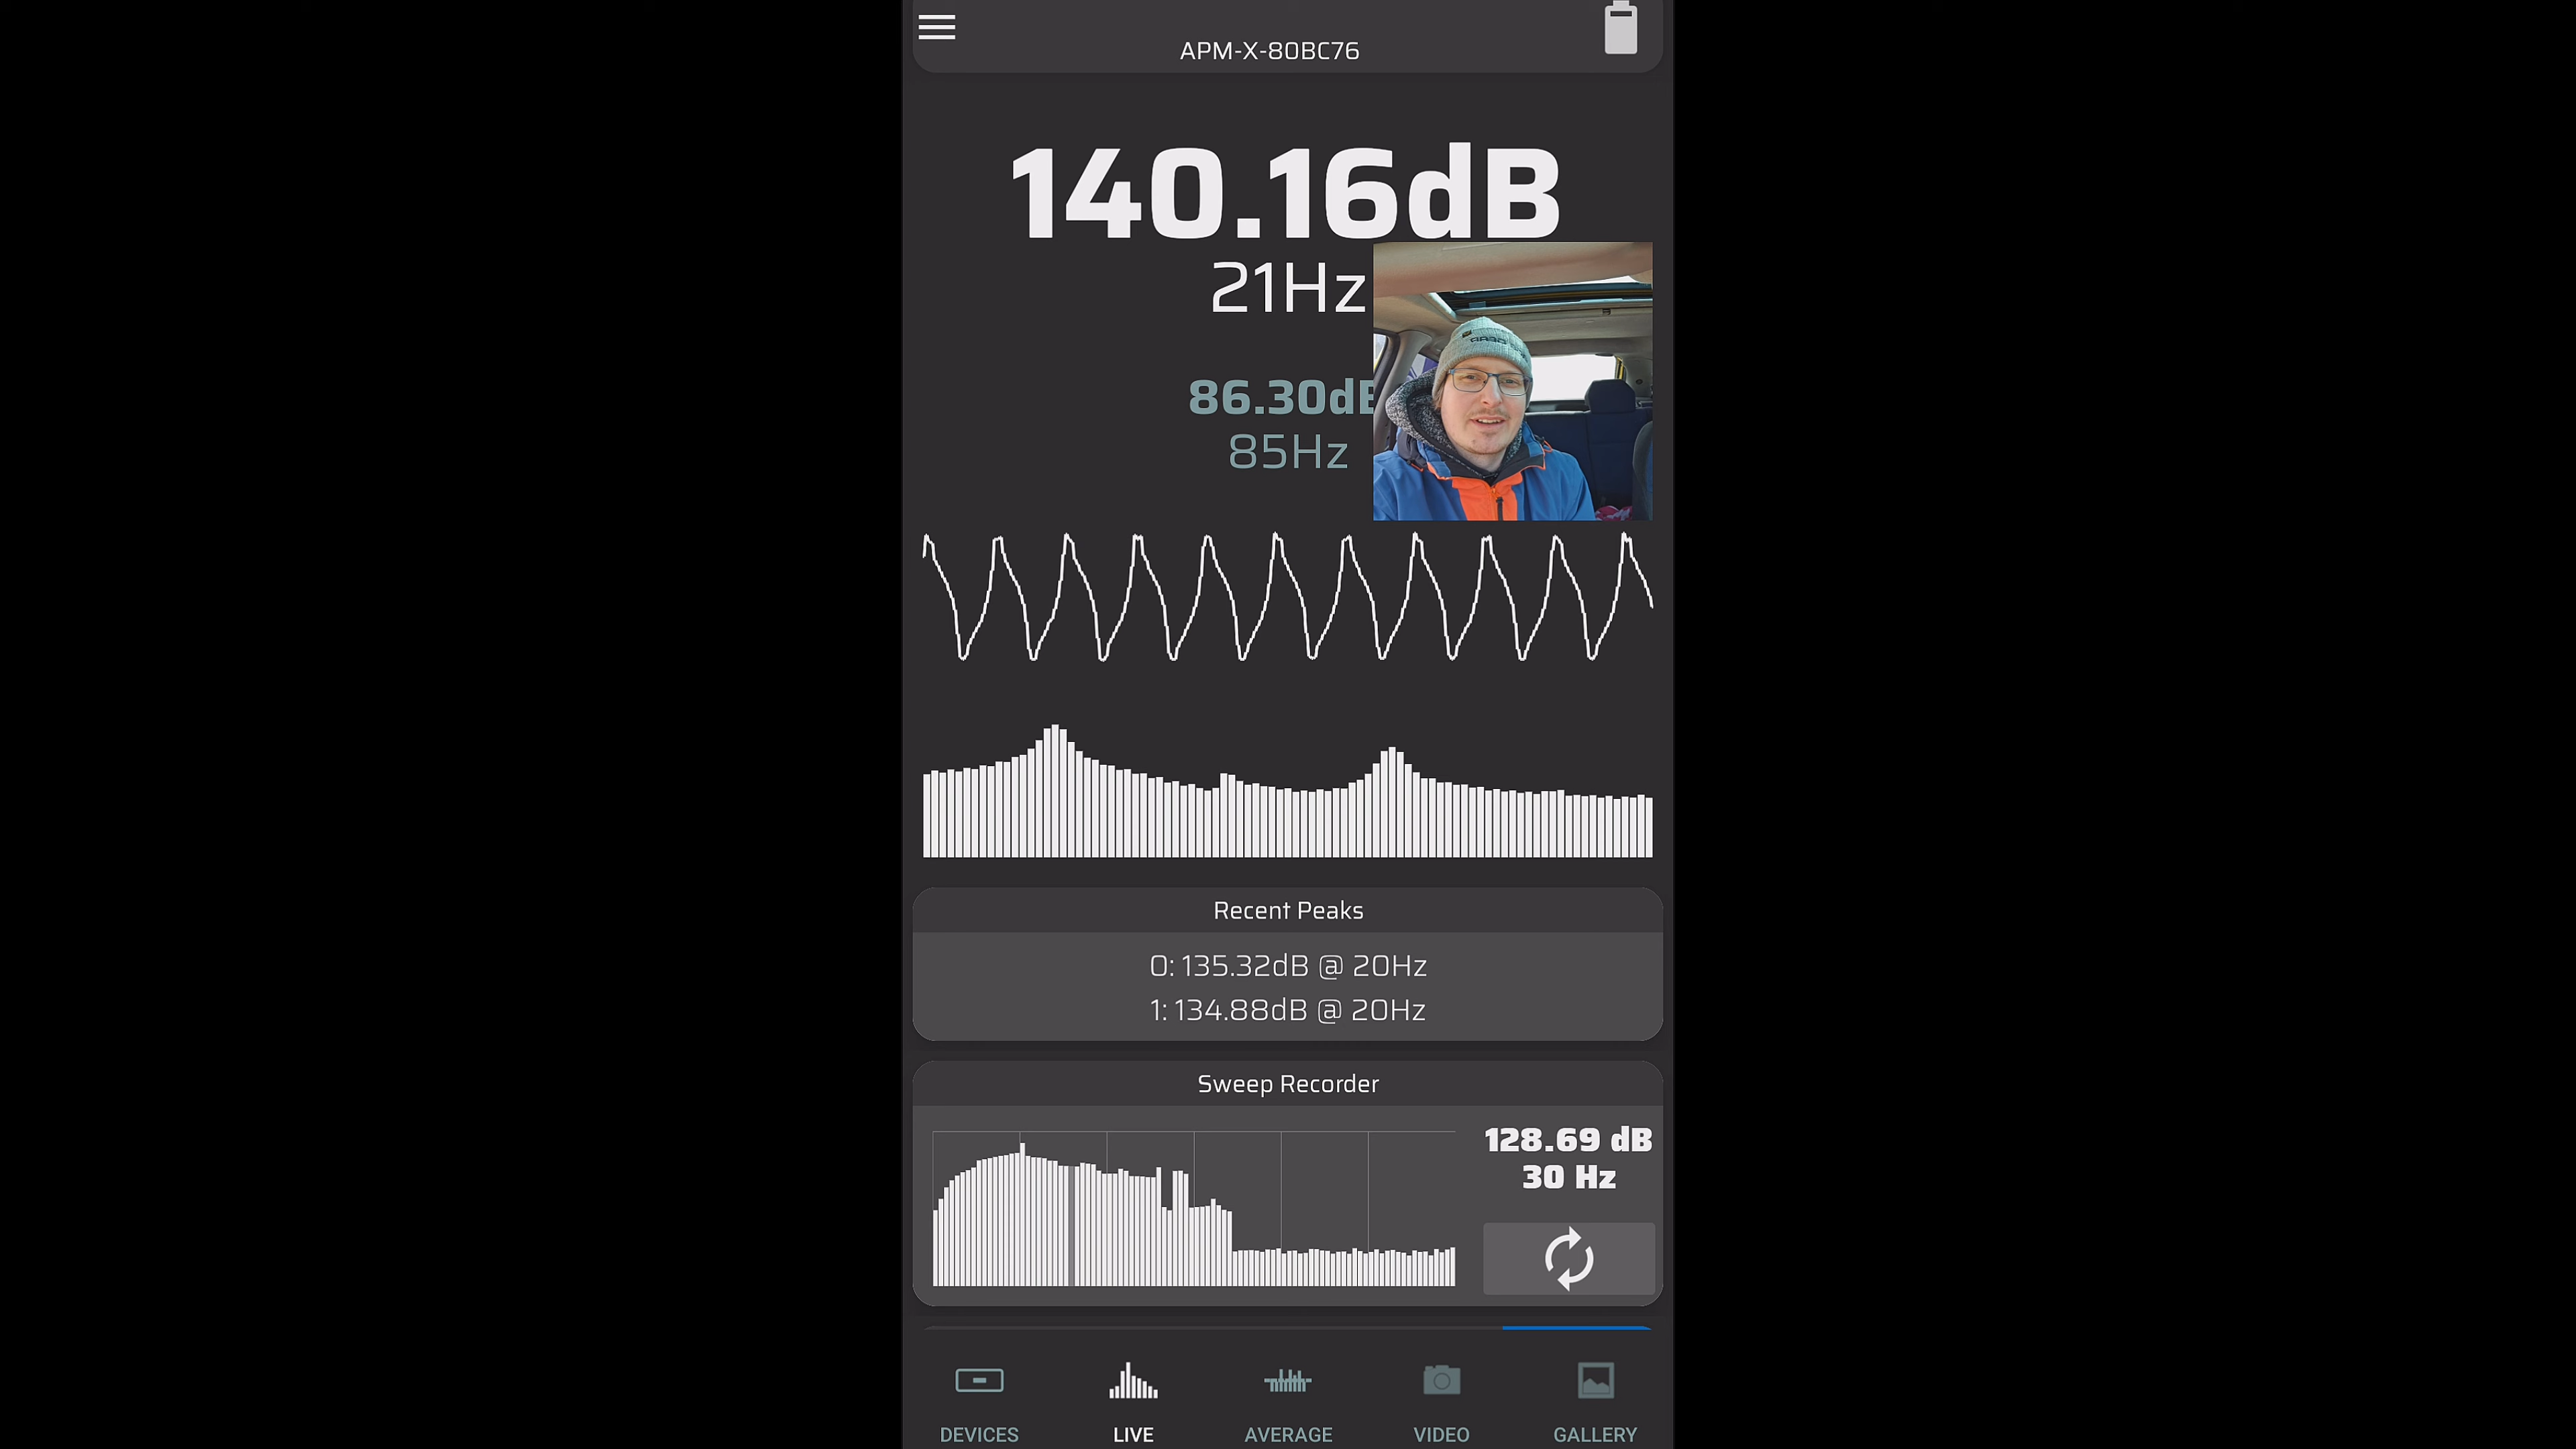 APM-X-80BC76
140.16dB
21Hz
86.30dB
85Hz
Recent Peaks
0: 135.32dB @ 20Hz
1: 134.88dB @ 20Hz
Sweep Recorder
128.69 dB
30 Hz
DEVICES
LIVE
AVERAGE
VIDEO
GALLERY